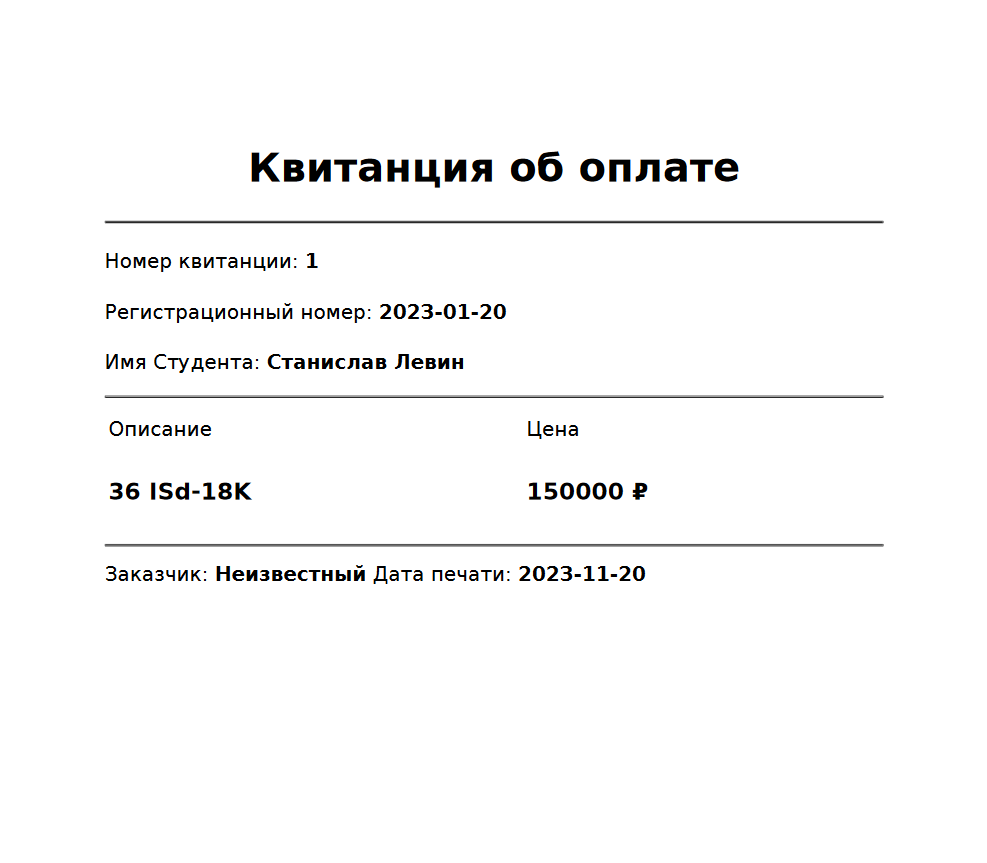 Квитанция об оплате
Номер квитанции: 1
Регистрационный номер: 2023-01-20
Имя Студента: Станислав Левин
Описание Цена
36 ISd-18K 150000 ₽
Заказчик: Неизвестный Дата печати: 2023-11-20